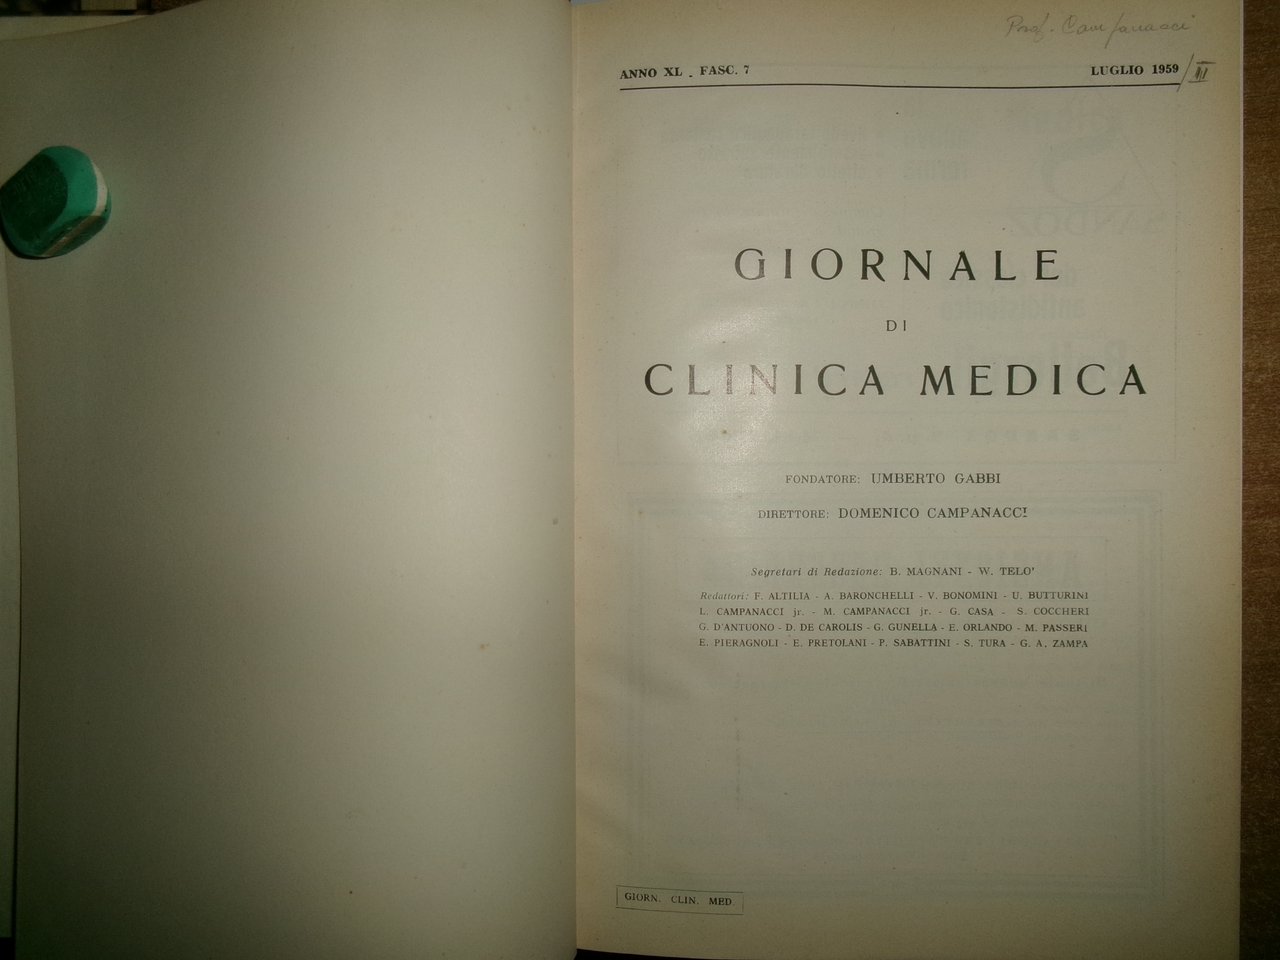 Prof. Campanacci
ANNO XL - FASC. 7
LUGLIO 1959 / III
GIORNALE
DI
CLINICA MEDICA
FONDATORE: UMBERTO GABBI
DIRETTORE: DOMENICO CAMPANACCI
Segretari di Redazione: B. MAGNANI - W. TELO'
Redattori: F. ALTILIA - A. BARONCHELLI - V. BONOMINI - U. BUTTURINI
L. CAMPANACCI jr. - M. CAMPANACCI jr. - G. CASA - S. COCCHERI
G. D'ANTUONO - D. DE CAROLIS - G. GUNELLA - E. ORLANDO - M. PASSERI
E. PIERAGNOLI - E. PRETOLANI - P. SABATTINI - S. TURA - G. A. ZAMPA
GIORN. CLIN. MED